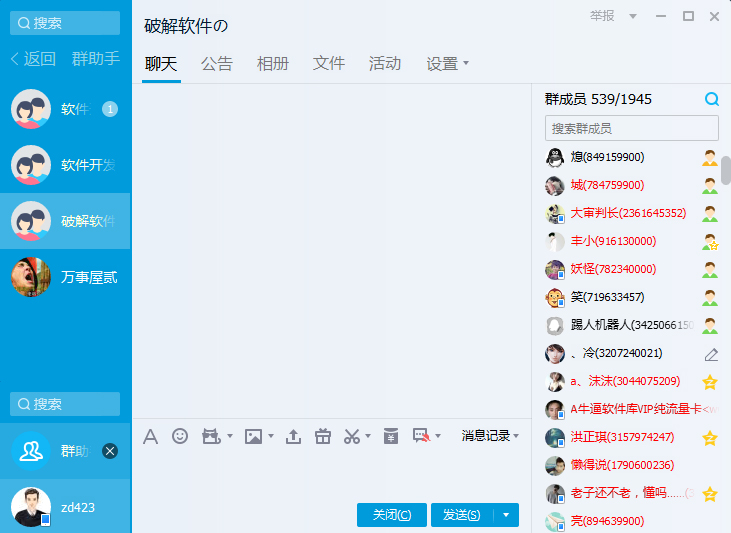 搜索
返回 群助手
软件 1
软件开发
破解软件
万事屋贰
搜索
群助
zd423
破解软件の
举报
聊天 公告 相册 文件 活动 设置
消息记录
关闭(C) 发送(S)
群成员 539/1945
搜索群成员
熄(849159900)
城(784759900)
大审判长(2361645352)
丰小(916130000)
妖怪(782340000)
笑(719633457)
踢人机器人(3425066150
、冷(3207240021)
a、沫沫(3044075209)
A牛逼软件库VIP纯流量卡<w
洪正琪(3157974247)
懒得说(1790600236)
老子还不老，懂吗……(3
亮(894639900)